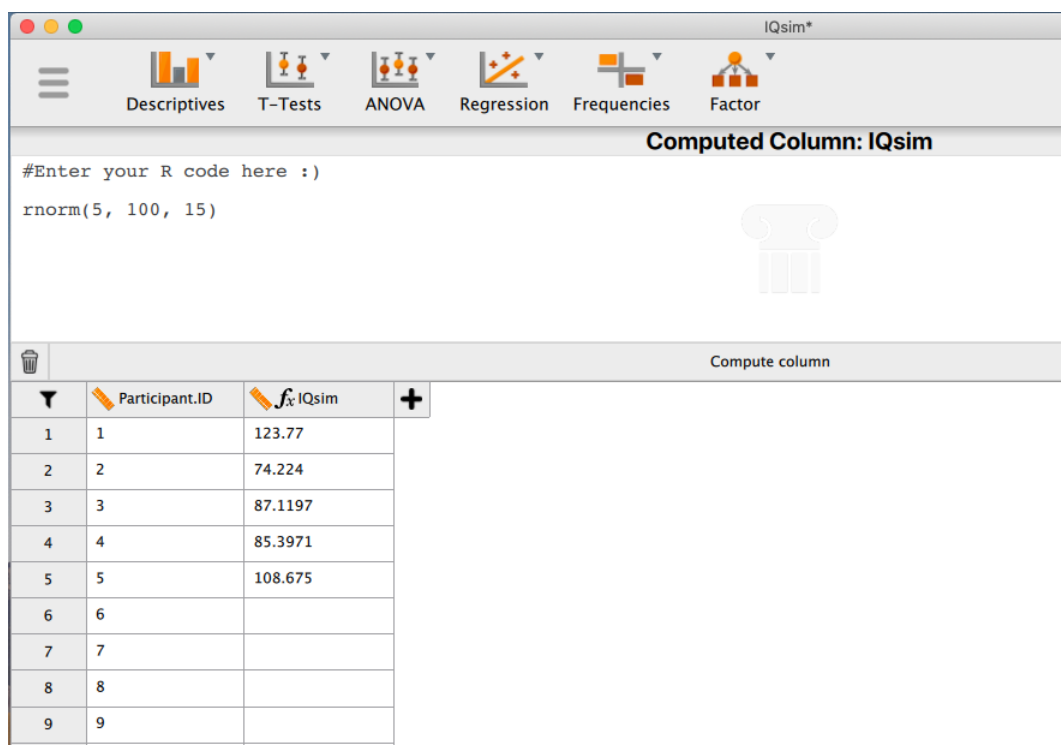 IQsim*
Descriptives T-Tests ANOVA Regression Frequencies Factor
Computed Column: IQsim
#Enter your R code here :)
rnorm(5, 100, 15)
Compute column
Participant.ID fx IQsim +
1 1 123.77
2 2 74.224
3 3 87.1197
4 4 85.3971
5 5 108.675
6 6
7 7
8 8
9 9